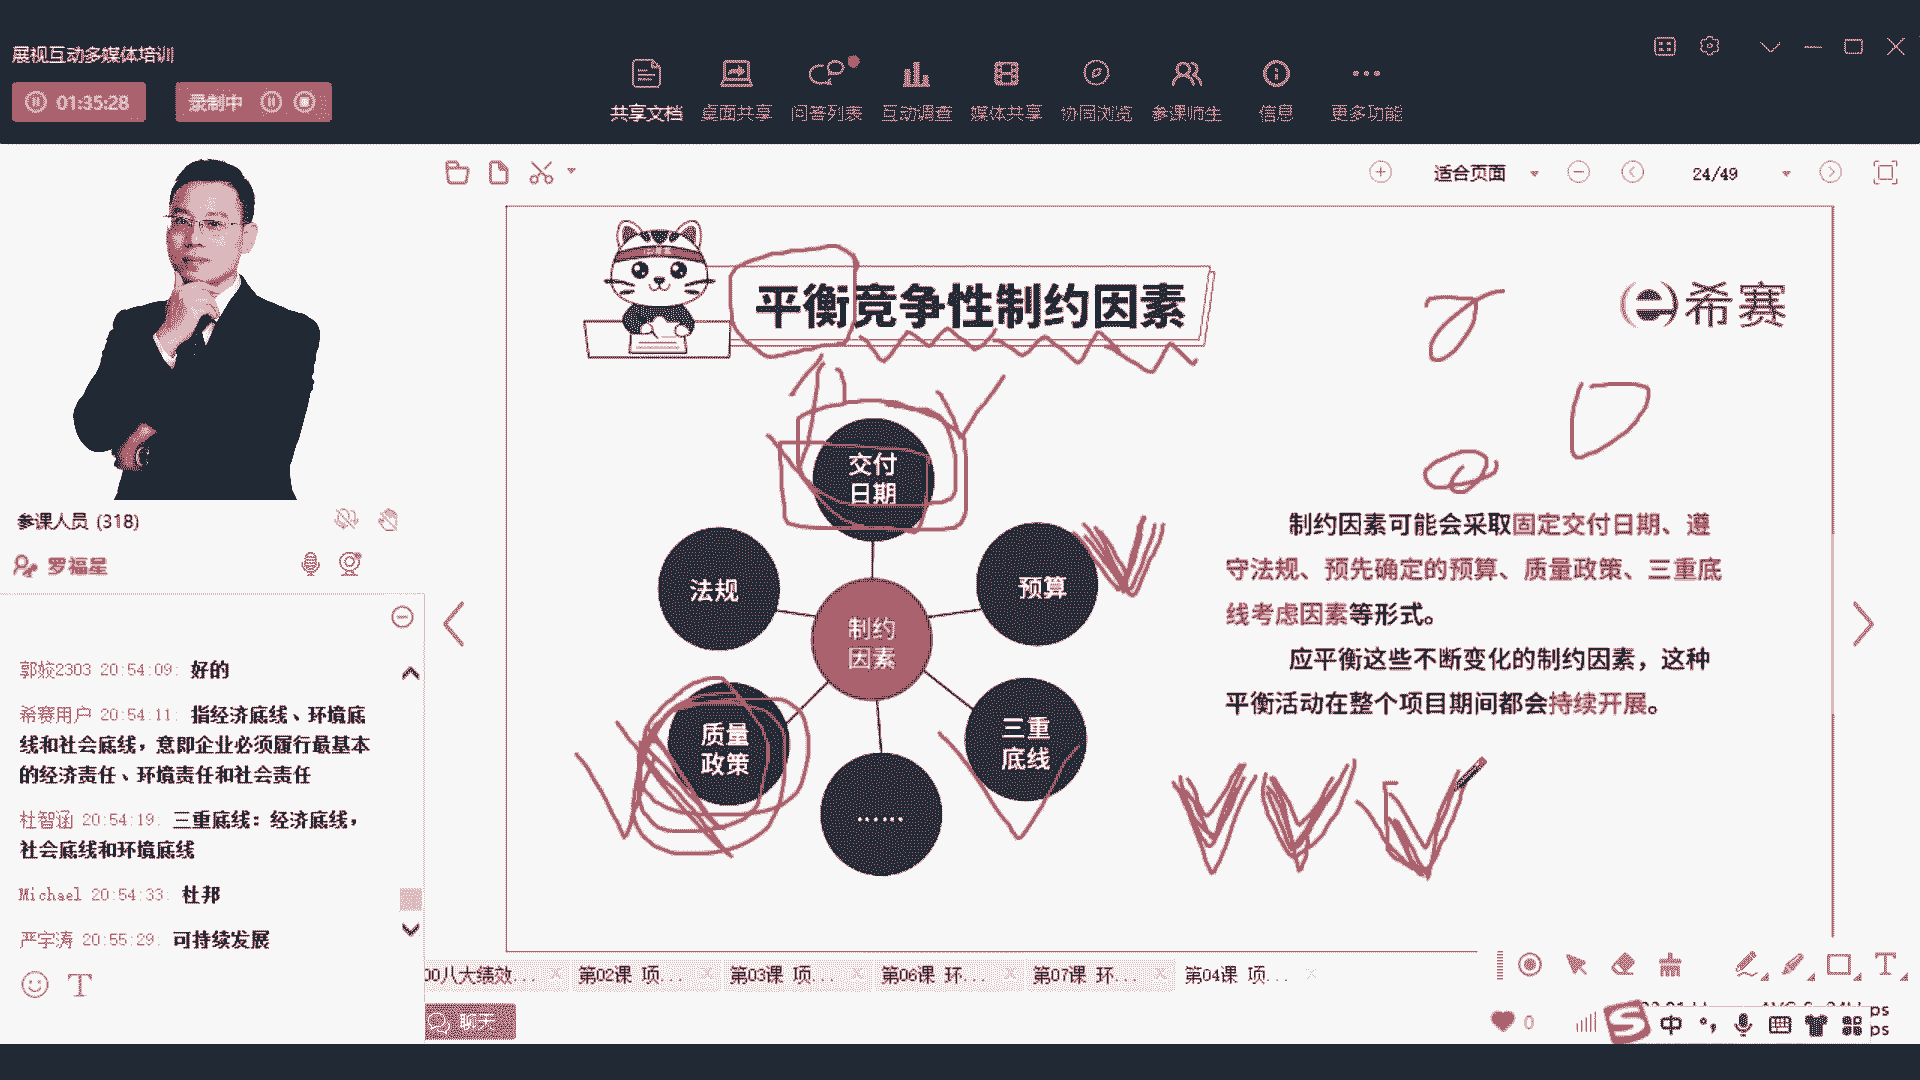 展视互动多媒体培训
01:35:28
录制中
共享文档 桌面共享 问答列表 互动调查 媒体共享 协同浏览 参课师生 信息 更多功能
适合页面
24/49
平衡竞争性制约因素
希赛
交付
日期
法规
预算
制约
因素
质量
政策
三重
底线
……
制约因素可能会采取固定交付日期、遵
守法规、预先确定的预算、质量政策、三重底
线考虑因素等形式。
应平衡这些不断变化的制约因素，这种
平衡活动在整个项目期间都会持续开展。
参课人员 (318)
罗福星
郭姣2303 20:54:09: 好的
希赛用户 20:54:11: 指经济底线、环境底
线和社会底线，意即企业必须履行最基本
的经济责任、环境责任和社会责任
杜智涵 20:54:19: 三重底线：经济底线，
社会底线和环境底线
Michael 20:54:33: 杜邦
严宇涛 20:55:29: 可持续发展
00八大绩效... 第02课 项... 第03课 项... 第06课 环... 第07课 环... 第04课 项...
聊天
0
中
ps
ps